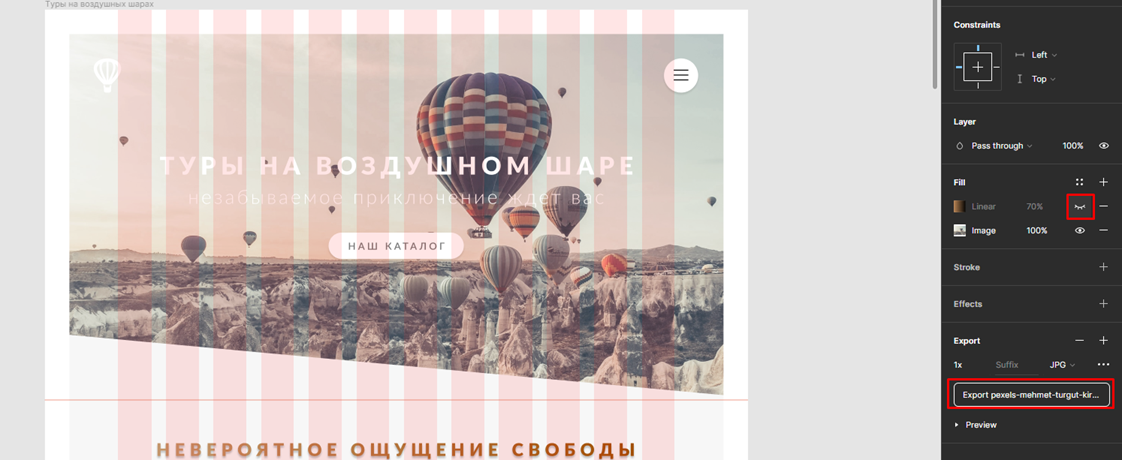 Туры на воздушных шарах
ТУРЫ НА ВОЗДУШНОМ ШАРЕ
незабываемое приключение ждет вас
НАШ КАТАЛОГ
НЕВЕРОЯТНОЕ ОЩУЩЕНИЕ СВОБОДЫ
Constraints
Left
Top
Layer
Pass through 100%
Fill
Linear 70%
Image 100%
Stroke
Effects
Export
1x Suffix JPG
Export pexels-mehmet-turgut-kir...
Preview